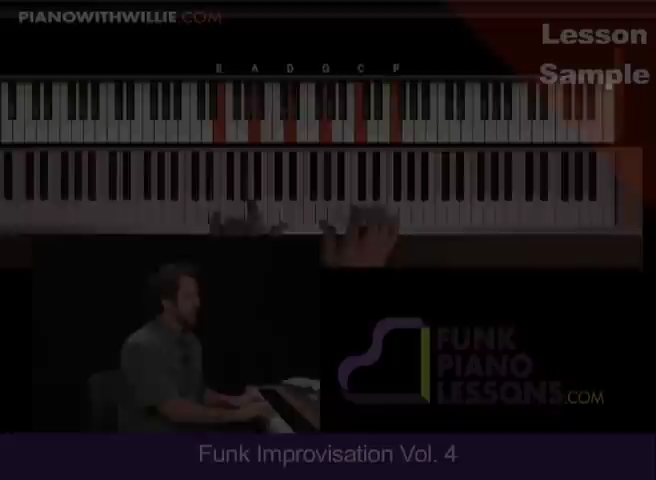 PIANOWITHWILLIE.COM
Lesson
Sample
E A D G C F
FUNK
PIANO
LESSONS.COM
Funk Improvisation Vol. 4